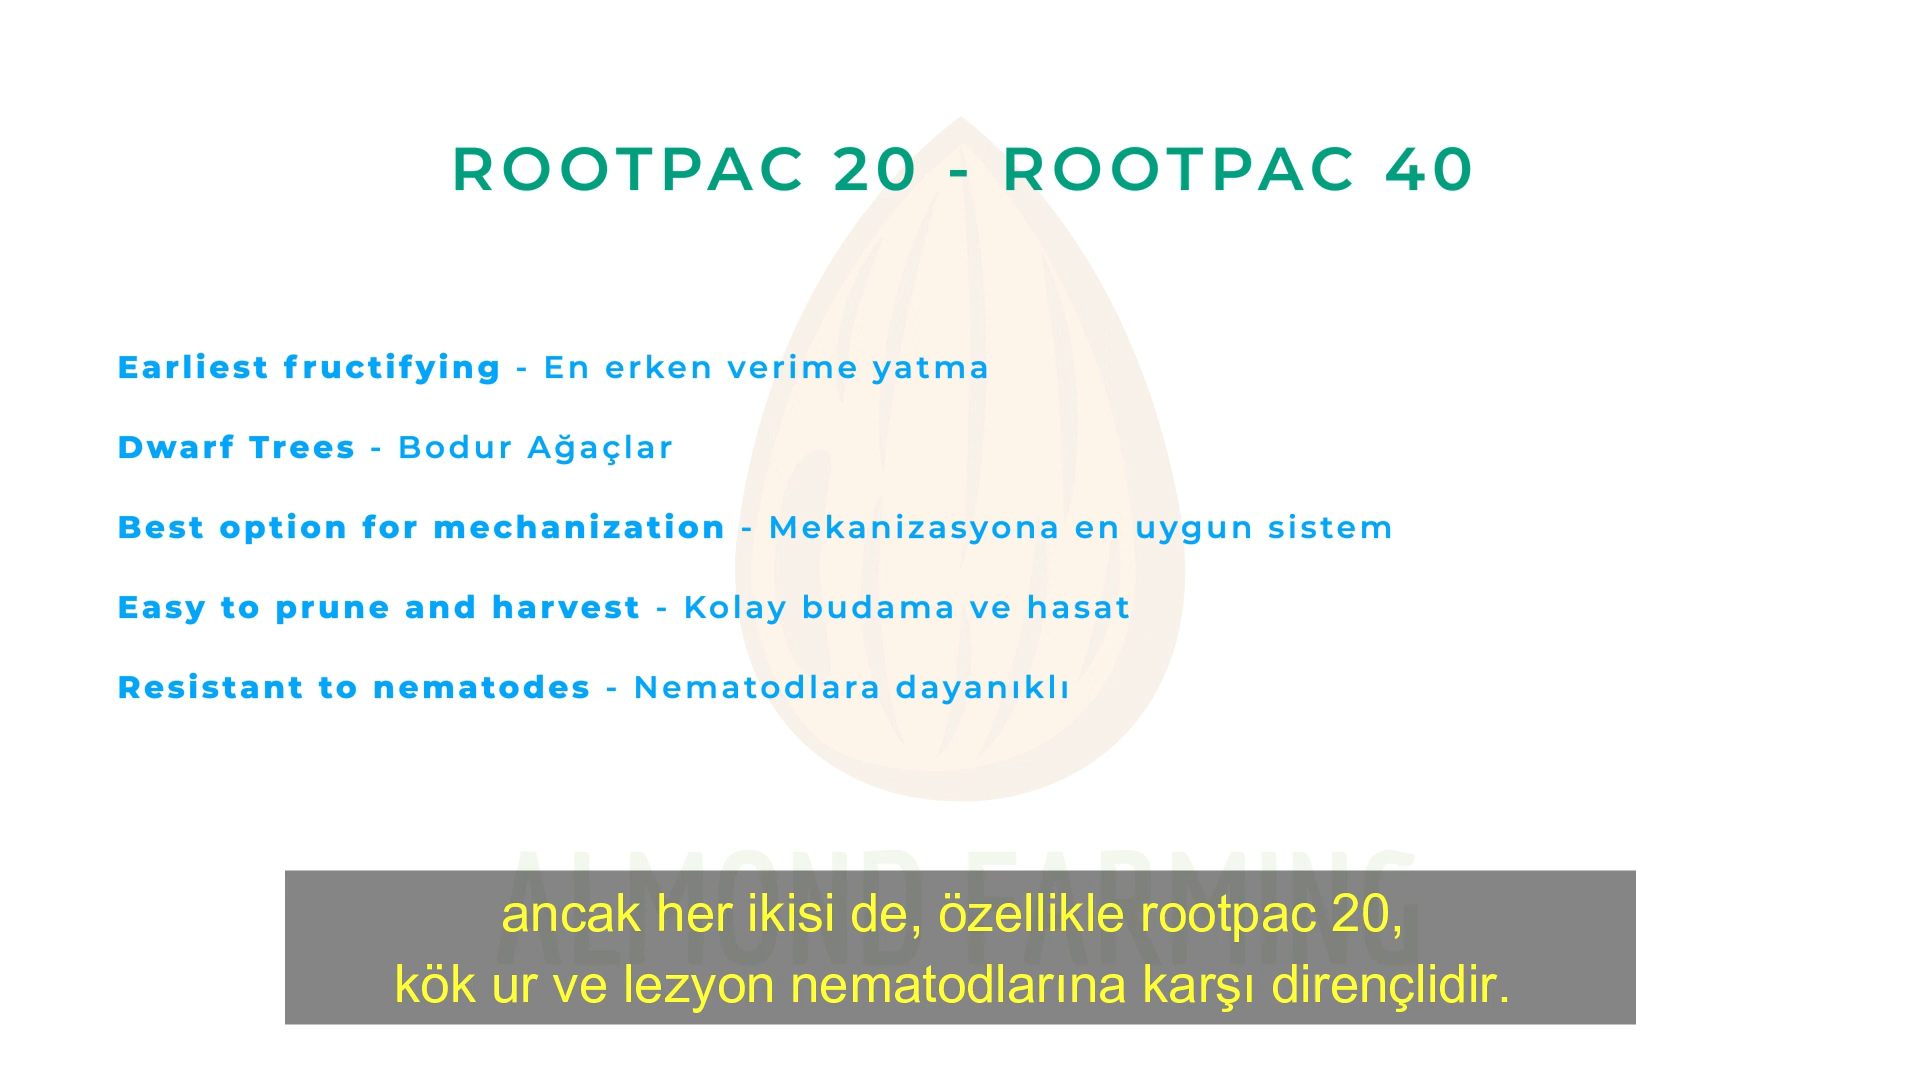 ROOTPAC 20 - ROOTPAC 40
Earliest fructifying - En erken verime yatma
Dwarf Trees - Bodur Ağaçlar
Best option for mechanization - Mekanizasyona en uygun sistem
Easy to prune and harvest - Kolay budama ve hasat
Resistant to nematodes - Nematodlara dayanıklı
ALMOND FARMING
ancak her ikisi de, özellikle rootpac 20,
kök ur ve lezyon nematodlarına karşı dirençlidir.